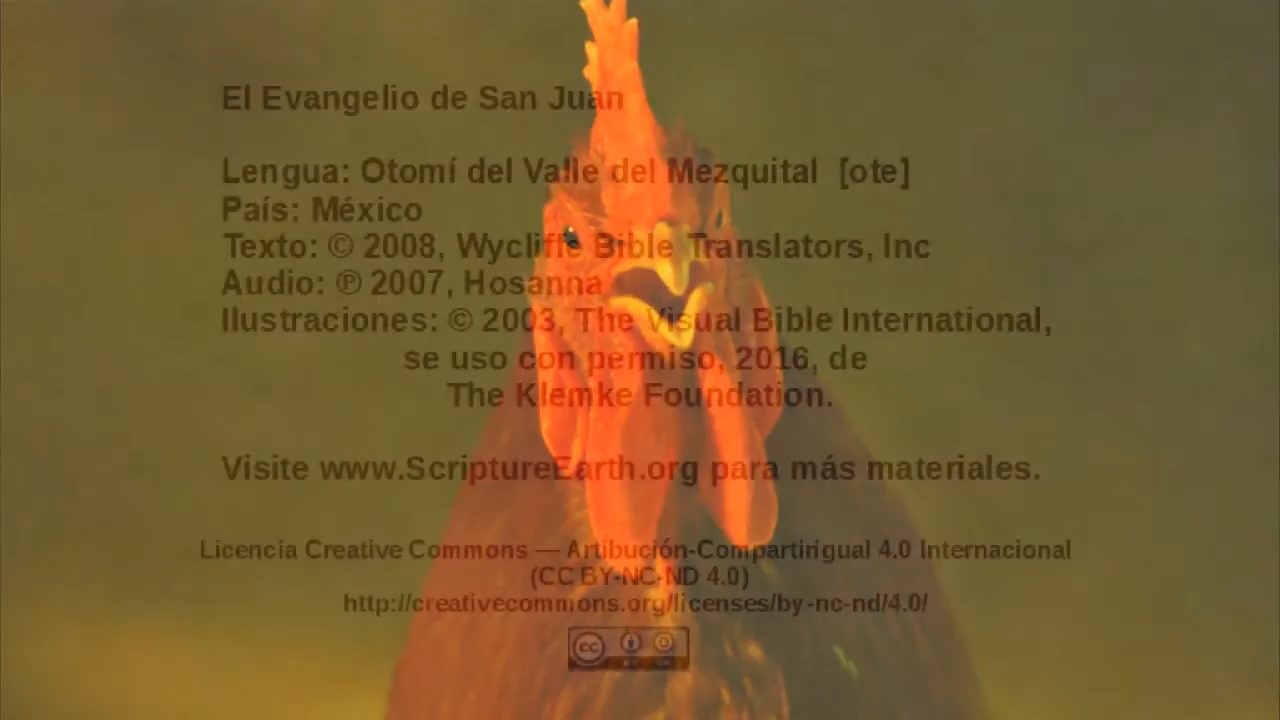 El Evangelio de San Juan
Lengua: Otomí del Valle del Mezquital [ote]
País: México
Texto: © 2008, Wycliffe Bible Translators, Inc
Audio: ℗ 2007, Hosanna
Ilustraciones: © 2003, The Visual Bible International,
se uso con permiso, 2016, de
The Klemke Foundation.
Visite www.ScriptureEarth.org para más materiales.
Licencia Creative Commons — Artibución-Compartirigual 4.0 Internacional
(CC BY-NC-ND 4.0)
http://creativecommons.org/licenses/by-nc-nd/4.0/
cc